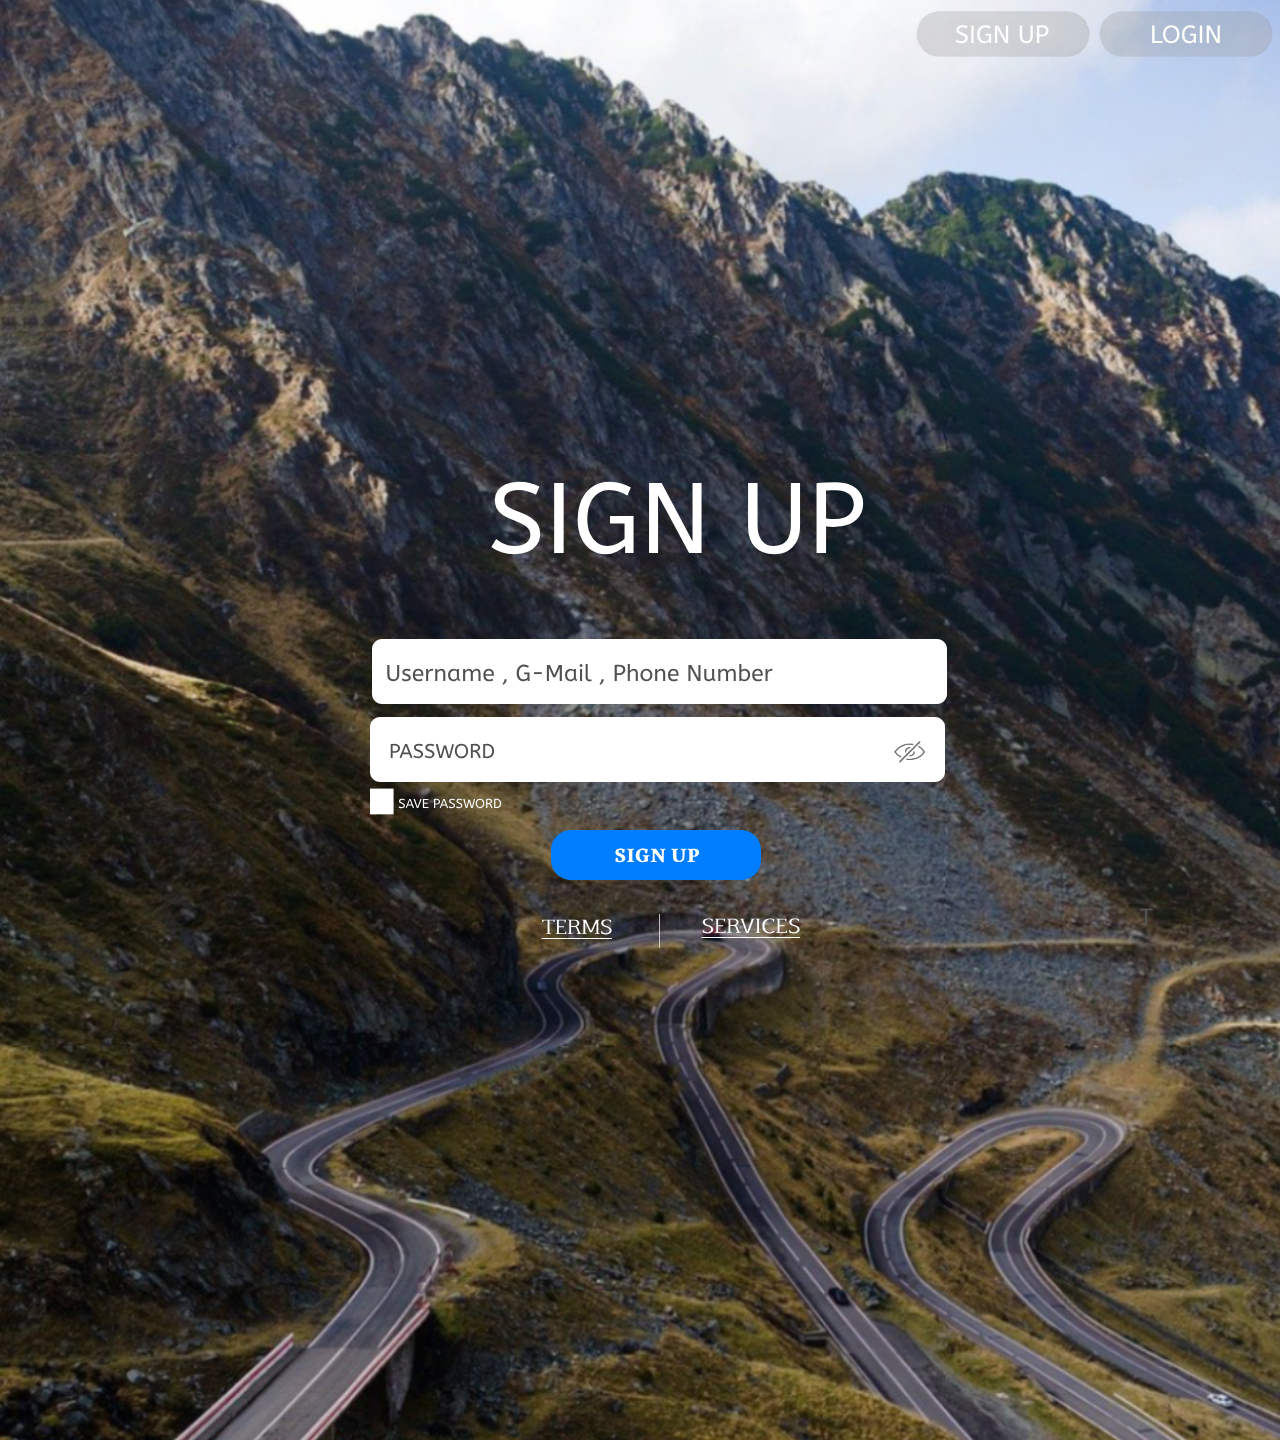 SIGN UP
LOGIN
SIGN UP
Username , G-Mail , Phone Number
PASSWORD
SAVE PASSWORD
SIGN UP
TERMS
SERVICES